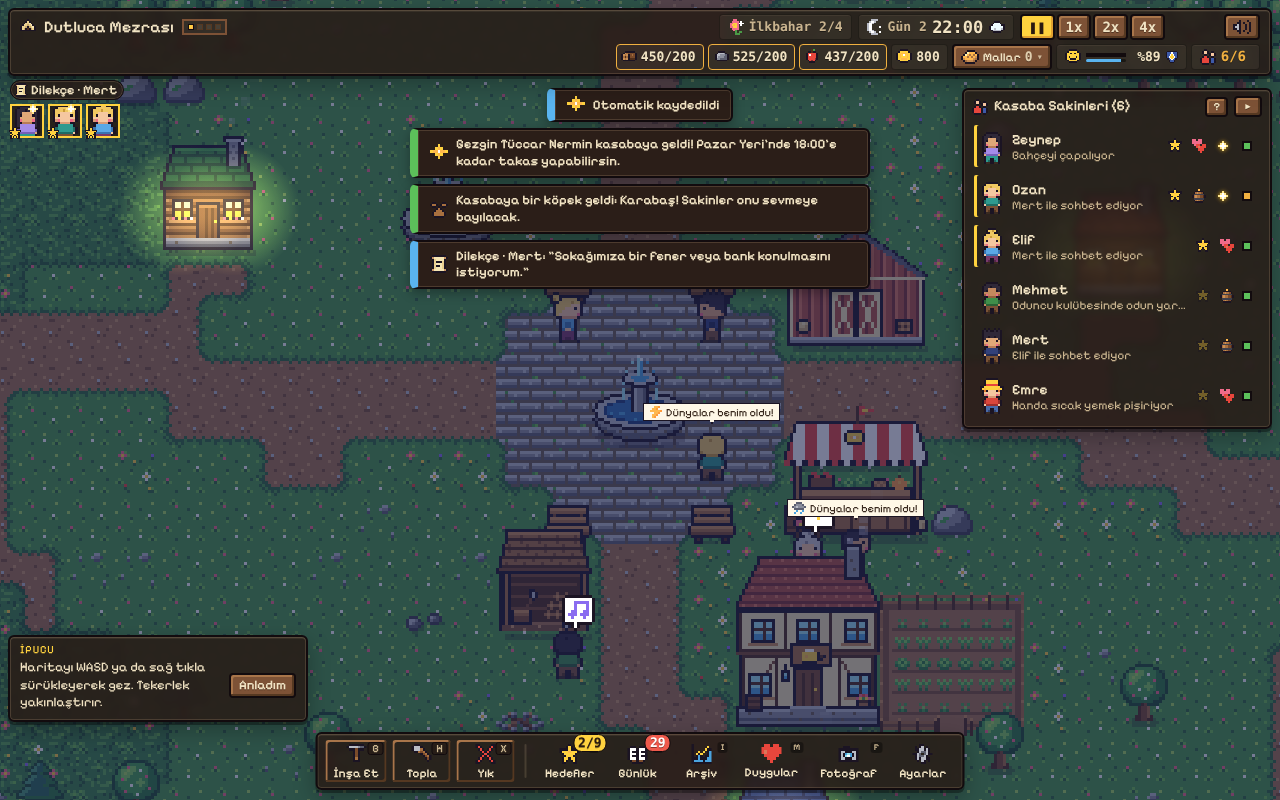 Dutluca Mezrası
İlkbahar 2/4
Gün 2 22:00
1x
2x
4x
450/200
525/200
437/200
800
Mallar 0
%89
6/6
Dilekçe · Mert
Otomatik kaydedildi
Gezgin Tüccar Nermin kasabaya geldi! Pazar Yeri'nde 18:00'e
kadar takas yapabilirsin.
Kasabaya bir köpek geldi: Karabaş! Sakinler onu sevmeye
bayılacak.
Dilekçe · Mert: "Sokağımıza bir fener veya bank konulmasını
istiyorum."
Kasaba Sakinleri (6)
?
Zeynep
Bahçeyi çapalıyor
Ozan
Mert ile sohbet ediyor
Elif
Mert ile sohbet ediyor
Mehmet
Oduncu kulübesinde odun yar…
Mert
Elif ile sohbet ediyor
Emre
Handa sıcak yemek pişiriyor
Dünyalar benim oldu!
Dünyalar benim oldu!
İPUCU
Haritayı WASD ya da sağ tıkla
sürükleyerek gez. Tekerlek
yakınlaştırır.
Anladım
İnşa Et
G
Topla
H
Yık
X
Hedefler
2/9
Günlük
29
Arşiv
I
Duygular
M
Fotoğraf
F
Ayarlar